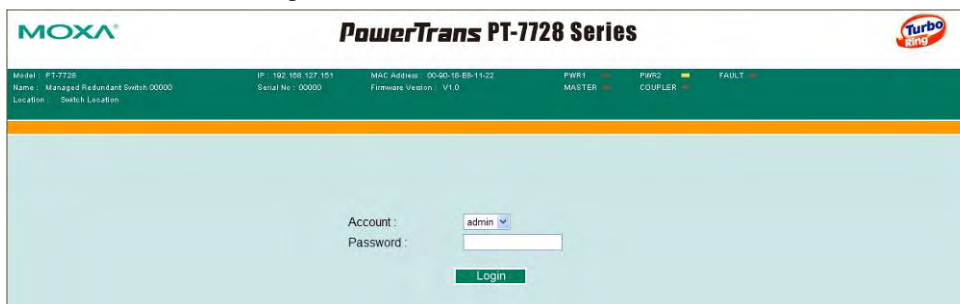 MOXA®
PowerTrans PT-7728 Series
Turbo Ring
Model : PT-7728
IP : 192.168.127.151
MAC Address : 00-90-18-E8-11-22
PWR1
PWR2
FAULT
Name : Managed Redundant Switch 00000
Serial No : 00000
Firmware Version : V1.0
MASTER
COUPLER
Location : Switch Location
Account :
admin
Password :
Login